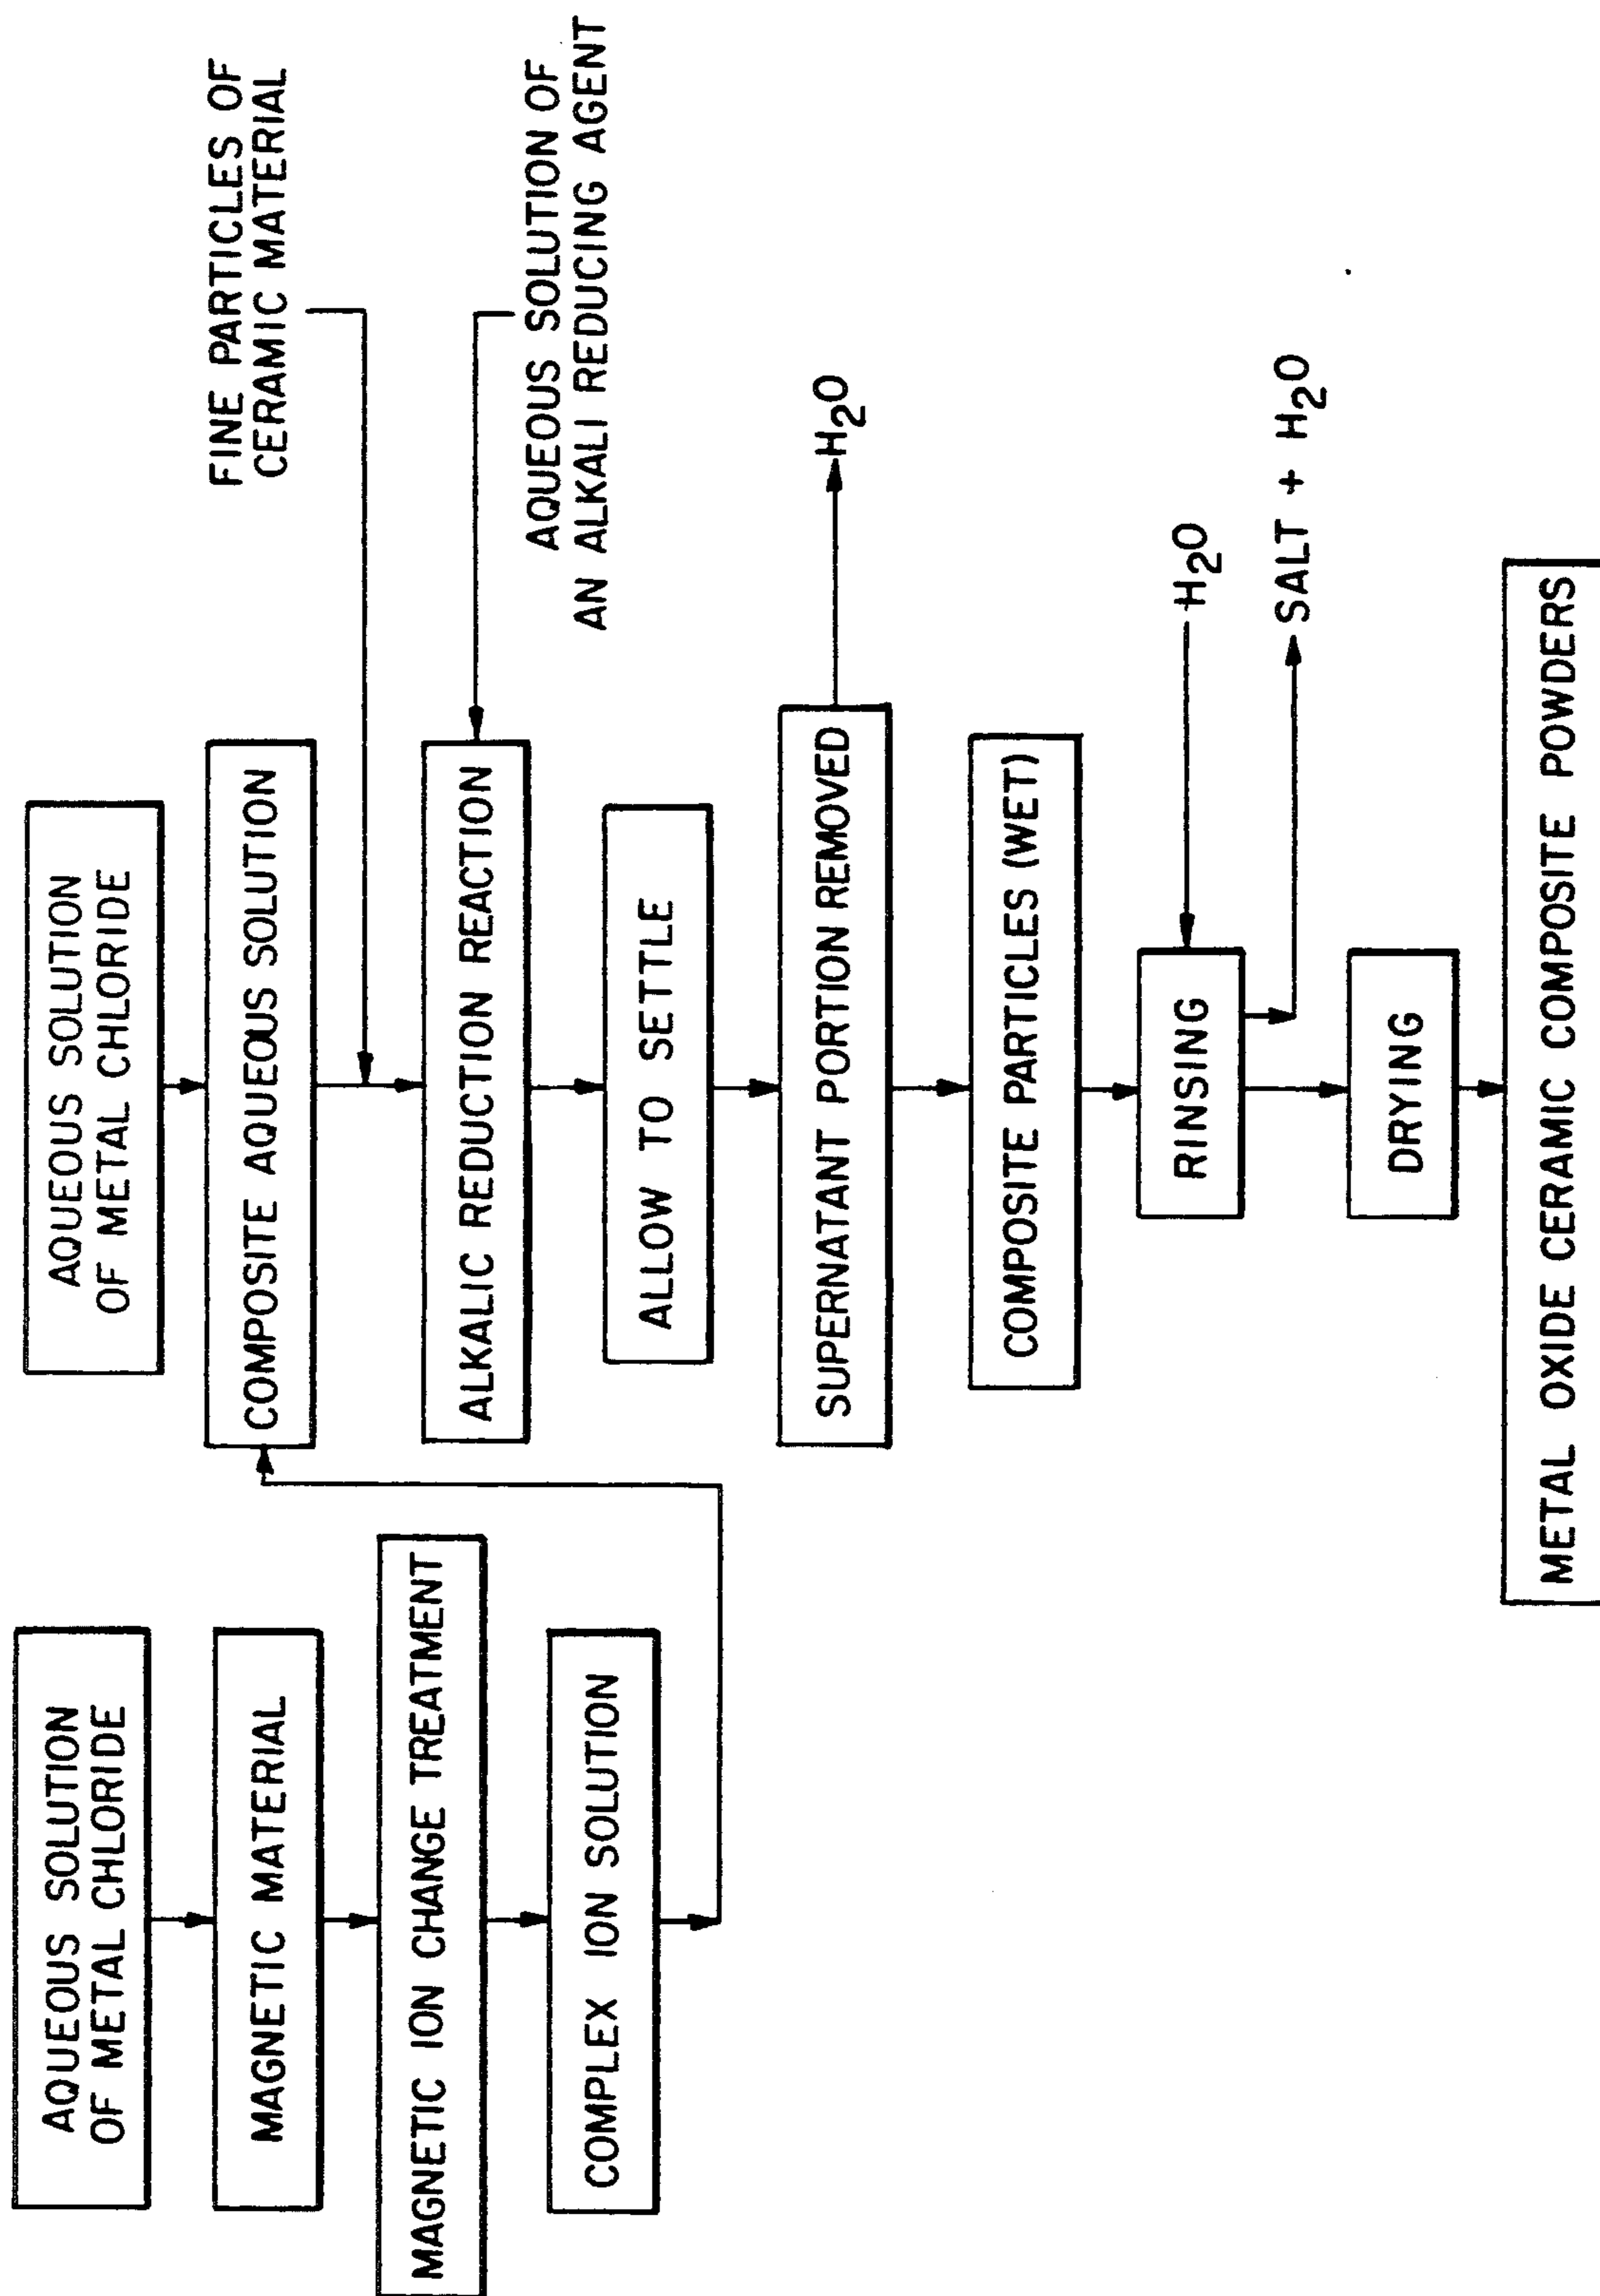 AQUEOUS SOLUTION
OF METAL CHLORIDE
MAGNETIC MATERIAL
MAGNETIC ION CHANGE TREATMENT
COMPLEX ION SOLUTION
AQUEOUS SOLUTION
OF METAL CHLORIDE
COMPOSITE AQUEOUS SOLUTION
FINE PARTICLES OF
CERAMIC MATERIAL
ALKALIC REDUCTION REACTION
AQUEOUS SOLUTION OF
AN ALKALI REDUCING AGENT
ALLOW TO SETTLE
SUPERNATANT PORTION REMOVED
H2O
COMPOSITE PARTICLES (WET)
RINSING
H2O
SALT + H2O
DRYING
METAL OXIDE CERAMIC COMPOSITE POWDERS